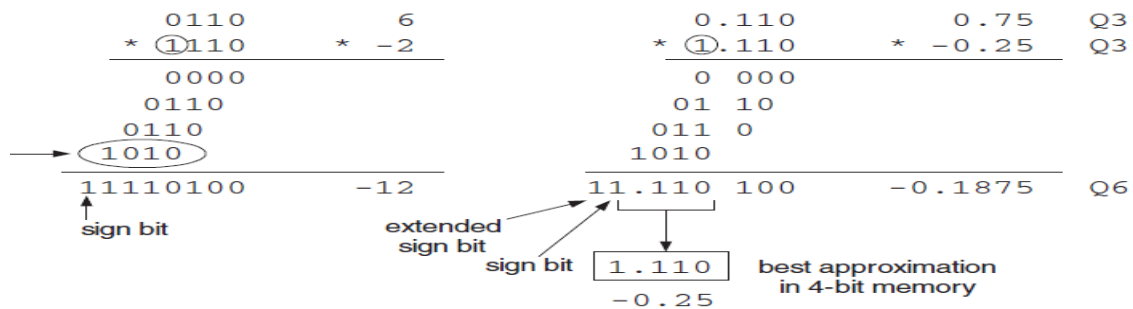 0110 6 0.110 0.75 Q3
* 1110 * -2 * 1.110 * -0.25 Q3
0000 0 000
0110 01 10
0110 011 0
1010 1010
11110100 -12 11.110 100 -0.1875 Q6
sign bit
extended
sign bit
sign bit
1.110
best approximation
in 4-bit memory
-0.25